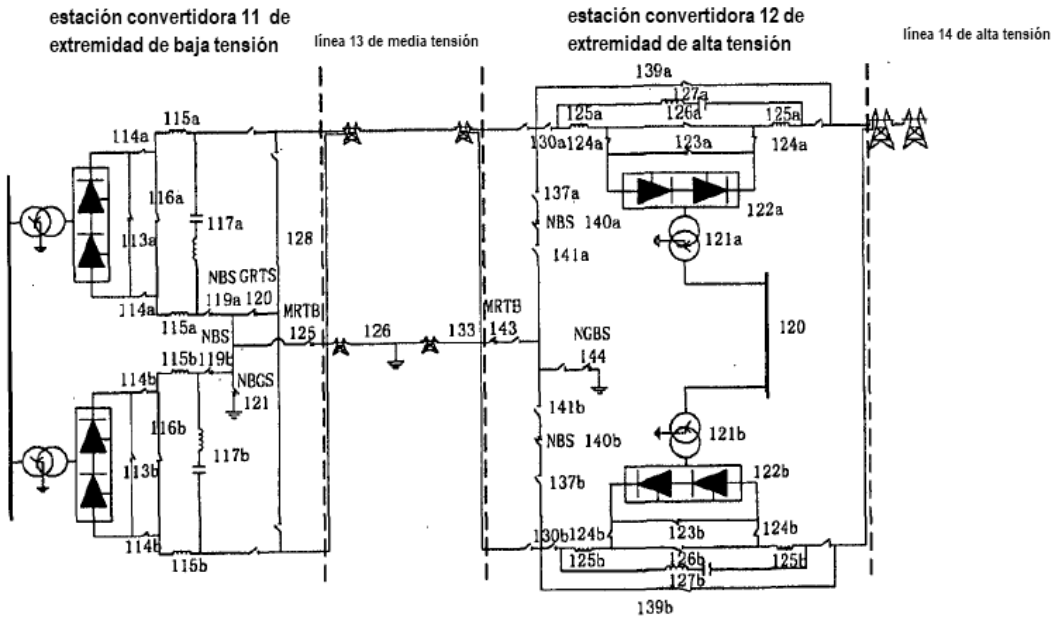 estación convertidora 11 de
extremidad de baja tensión
línea 13 de media tensión
estación convertidora 12 de
extremidad de alta tensión
línea 14 de alta tensión
139a
127a
115a
125a
126a
125a
114a
130a
124a
123a
124a
116a
137a
122a
117a
NBS
140a
113a
128
121a
141a
NBS
GRTS
119a
120
114a
MRTB
MRTB
115a
NBS
125
126
133
143
120
NGBS
115b
119b
144
114b
NBGS
121
141b
116b
NBS
140b
121b
117b
113b
137b
122b
114b
130b
124b
123b
124b
115b
125b
126b
125b
127b
139b